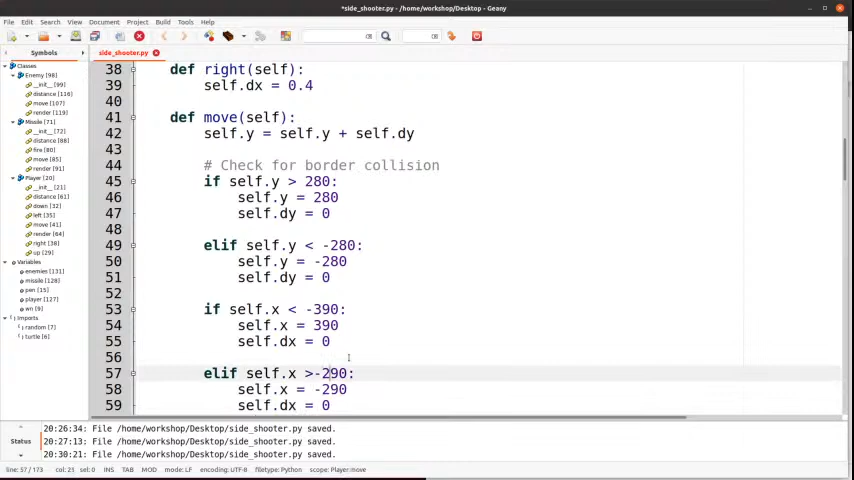 *side_shooter.py - /home/workshop/Desktop - Geany
File Edit Search View Document Project Build Tools Help
Symbols
side_shooter.py
Classes
Enemy [98]
__init__ [99]
distance [116]
move [107]
render [119]
Missile [71]
__init__ [72]
distance [88]
fire [80]
move [85]
render [91]
Player [20]
__init__ [21]
distance [61]
down [32]
left [35]
move [41]
render [64]
right [38]
up [29]
Variables
enemies [131]
missile [128]
pen [15]
player [127]
wn [9]
Imports
random [7]
turtle [6]
38 def right(self):
39 self.dx = 0.4
40
41 def move(self):
42 self.y = self.y + self.dy
43
44 # Check for border collision
45 if self.y > 280:
46 self.y = 280
47 self.dy = 0
48
49 elif self.y < -280:
50 self.y = -280
51 self.dy = 0
52
53 if self.x < -390:
54 self.x = 390
55 self.dx = 0
56
57 elif self.x >-290:
58 self.x = -290
59 self.dx = 0
Status
20:26:34: File /home/workshop/Desktop/side_shooter.py saved.
20:27:13: File /home/workshop/Desktop/side_shooter.py saved.
20:30:21: File /home/workshop/Desktop/side_shooter.py saved.
line: 57 / 173 col: 23 sel: 0 INS TAB MOD mode: LF encoding: UTF-8 filetype: Python scope: Player.move